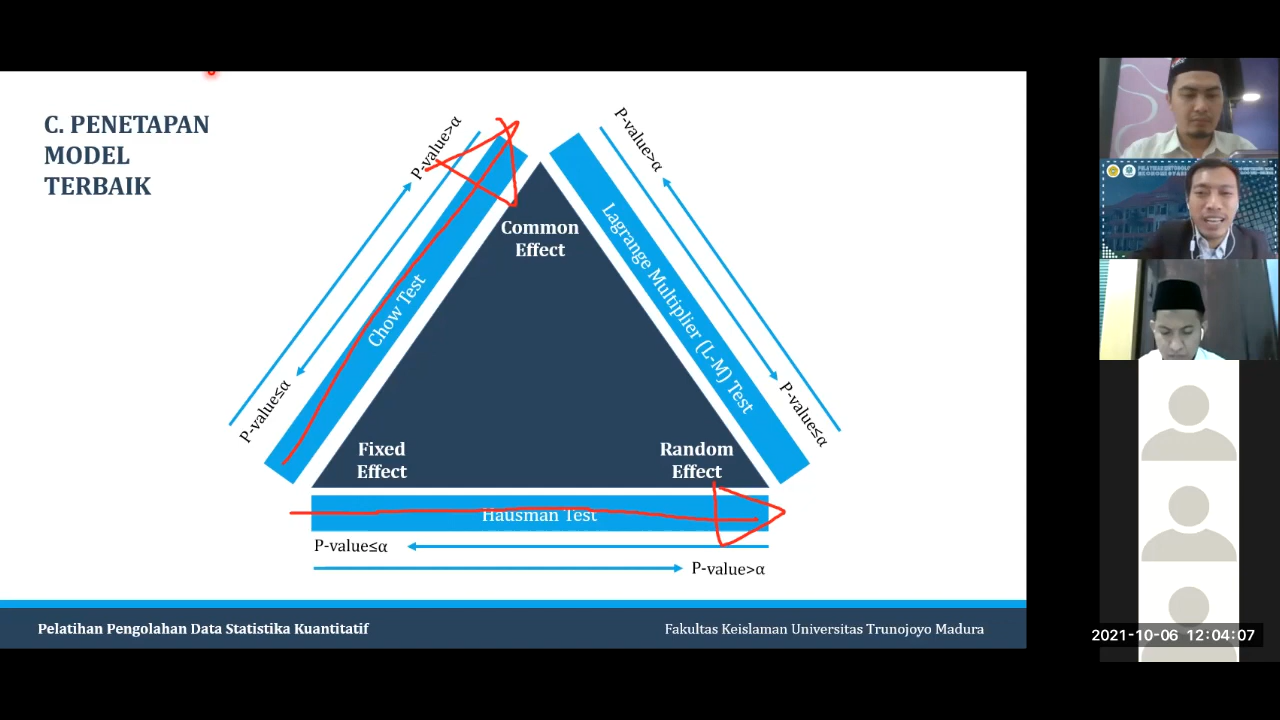 C. PENETAPAN
MODEL
TERBAIK
P-value>α
P-value>α
Chow Test
Lagrange Multiplier (L-M) Test
Common
Effect
P-value≤α
P-value≤α
Fixed
Effect
Random
Effect
Hausman Test
P-value≤α
P-value>α
Pelatihan Pengolahan Data Statistika Kuantitatif
Fakultas Keislaman Universitas Trunojoyo Madura
2021-10-06 12:04:07